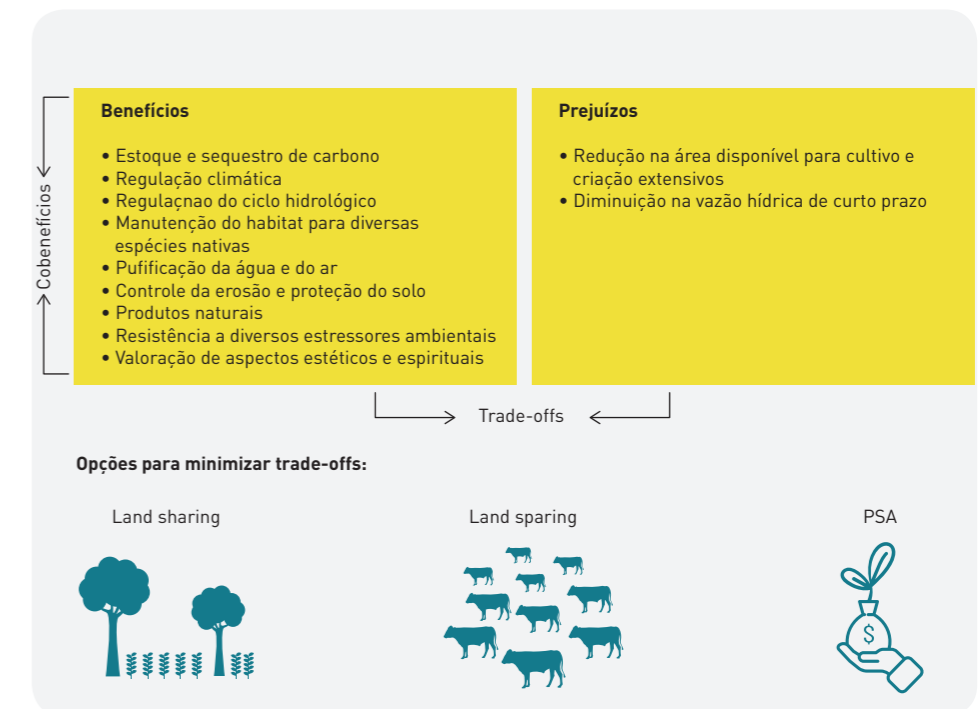 Benefícios
• Estoque e sequestro de carbono
• Regulação climática
• Regulaçnao do ciclo hidrológico
• Manutenção do habitat para diversas
espécies nativas
• Pufificação da água e do ar
• Controle da erosão e proteção do solo
• Produtos naturais
• Resistência a diversos estressores ambientais
• Valoração de aspectos estéticos e espirituais
Prejuízos
• Redução na área disponível para cultivo e
criação extensivos
• Diminuição na vazão hídrica de curto prazo
Cobenefícios
Trade-offs
Opções para minimizar trade-offs:
Land sharing
Land sparing
PSA
$